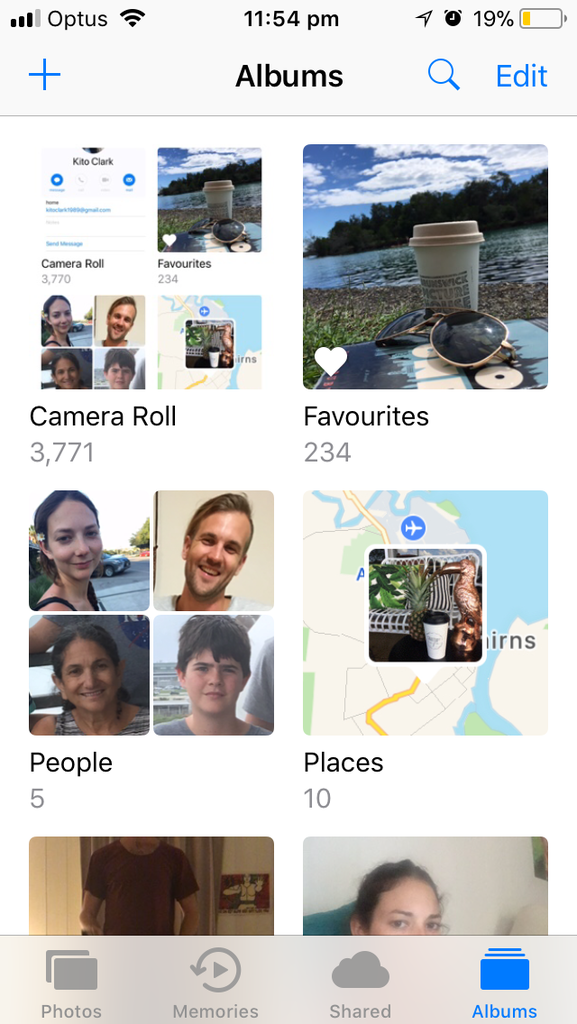 Optus 11:54 pm 19%
Albums Edit
Kito Clark
home
kitoclark1989@gmail.com
Notes
Send Message
Camera Roll Favourites
3,770 234
irns
Camera Roll Favourites
3,771 234
irns
People Places
5 10
Photos Memories Shared Albums